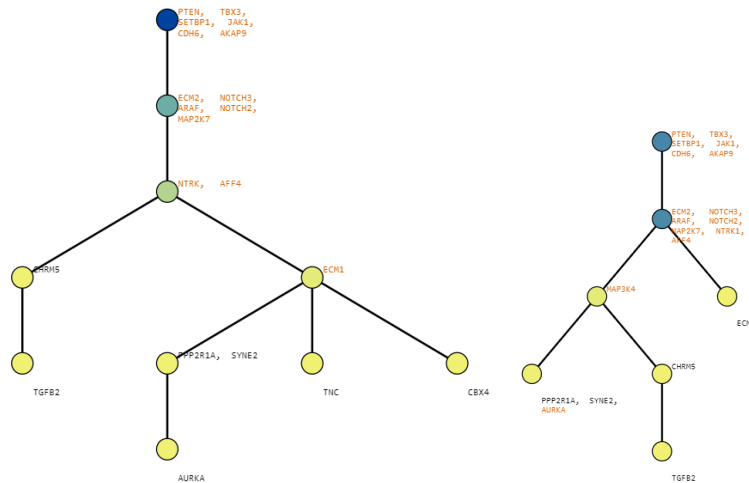 PTEN, TBX3,
SETBP1, JAK1,
CDH6, AKAP9
ECM2, NOTCH3,
ARAF, NOTCH2,
MAP2K7
NTRK, AFF4
CHRM5
ECM1
TGFB2
PPP2R1A, SYNE2
TNC
CBX4
AURKA
PTEN, TBX3,
SETBP1, JAK1,
CDH6, AKAP9
ECM2, NOTCH3,
ARAF, NOTCH2,
MAP2K7, NTRK1,
AFF4
MAP3K4
ECM
PPP2R1A, SYNE2,
AURKA
CHRM5
TGFB2